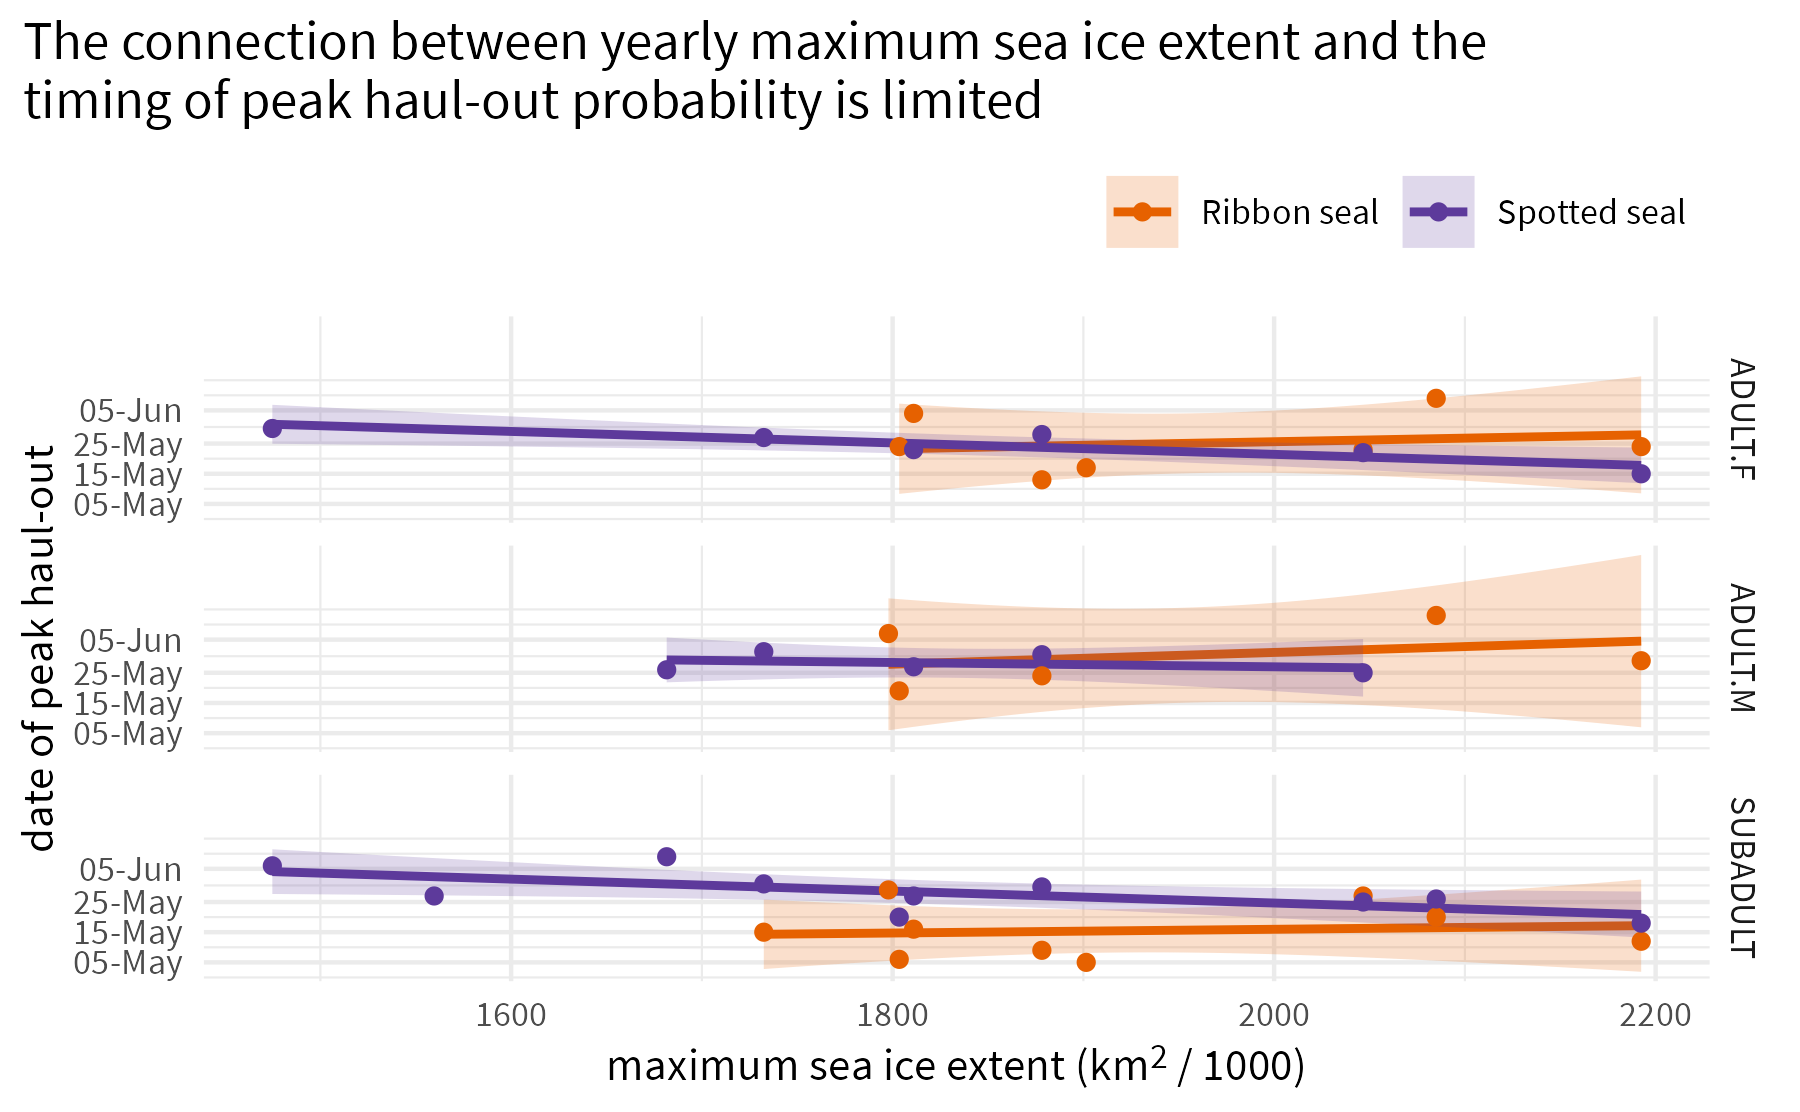 The connection between yearly maximum sea ice extent and the
timing of peak haul-out probability is limited
Ribbon seal
Spotted seal
date of peak haul-out
05-Jun
25-May
15-May
05-May
ADULT.F
05-Jun
25-May
15-May
05-May
ADULT.M
05-Jun
25-May
15-May
05-May
SUBADULT
1600 1800 2000 2200
maximum sea ice extent (km² / 1000)